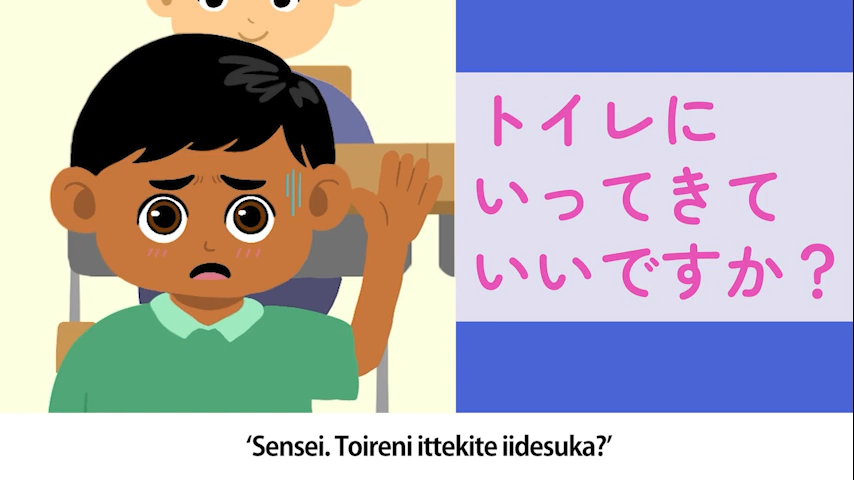 トイレに
いってきて
いいですか？
‘Sensei. Toireni ittekite iidesuka?’